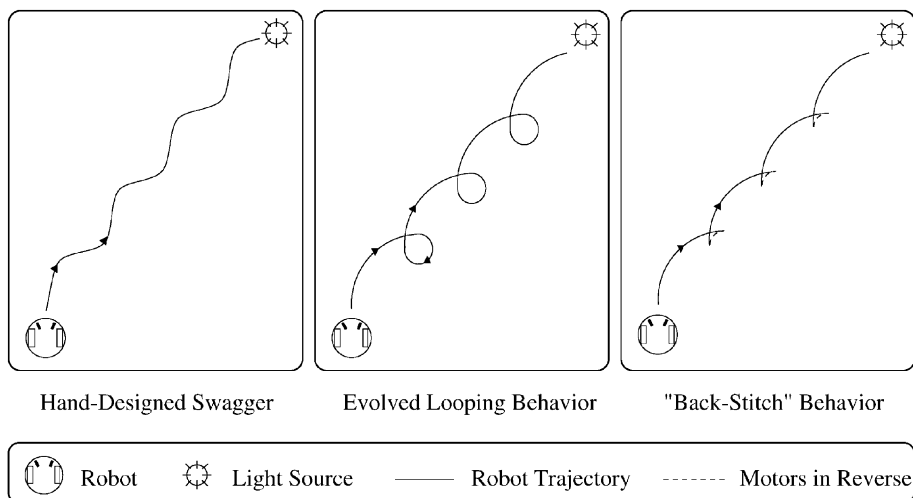 Hand-Designed Swagger
Evolved Looping Behavior
"Back-Stitch" Behavior
Robot
Light Source
Robot Trajectory
Motors in Reverse